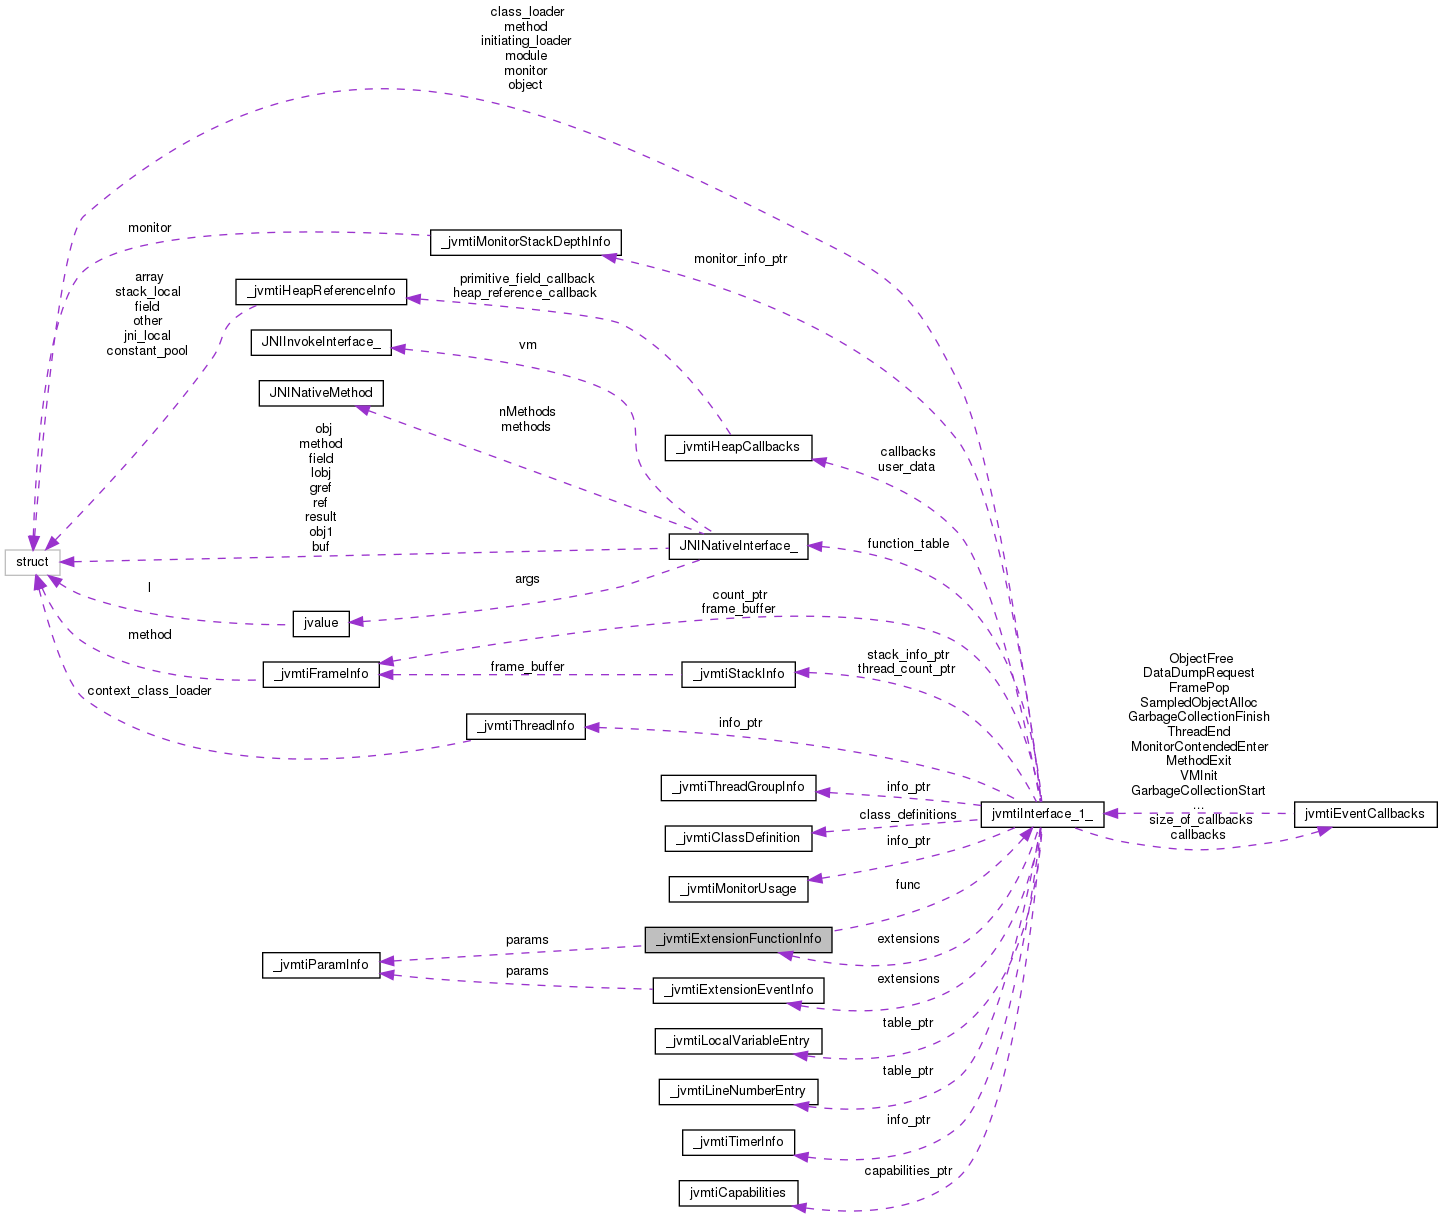 class_loader
method
initiating_loader
module
monitor
object
monitor
_jvmtiMonitorStackDepthInfo
monitor_info_ptr
array
stack_local
field
other
jni_local
constant_pool
_jvmtiHeapReferenceInfo
primitive_field_callback
heap_reference_callback
JNIInvokeInterface_
vm
JNINativeMethod
nMethods
methods
_jvmtiHeapCallbacks
callbacks
user_data
obj
method
field
lobj
gref
ref
result
obj1
buf
JNINativeInterface_
function_table
struct
args
l
jvalue
count_ptr
frame_buffer
method
_jvmtiFrameInfo
frame_buffer
_jvmtiStackInfo
stack_info_ptr
thread_count_ptr
context_class_loader
_jvmtiThreadInfo
info_ptr
ObjectFree
DataDumpRequest
FramePop
SampledObjectAlloc
GarbageCollectionFinish
ThreadEnd
MonitorContendedEnter
MethodExit
VMInit
GarbageCollectionStart
...
size_of_callbacks
callbacks
_jvmtiThreadGroupInfo
info_ptr
jvmtiInterface_1_
jvmtiEventCallbacks
_jvmtiClassDefinition
class_definitions
_jvmtiMonitorUsage
info_ptr
func
_jvmtiExtensionFunctionInfo
extensions
params
_jvmtiParamInfo
params
_jvmtiExtensionEventInfo
extensions
_jvmtiLocalVariableEntry
table_ptr
_jvmtiLineNumberEntry
table_ptr
_jvmtiTimerInfo
info_ptr
jvmtiCapabilities
capabilities_ptr